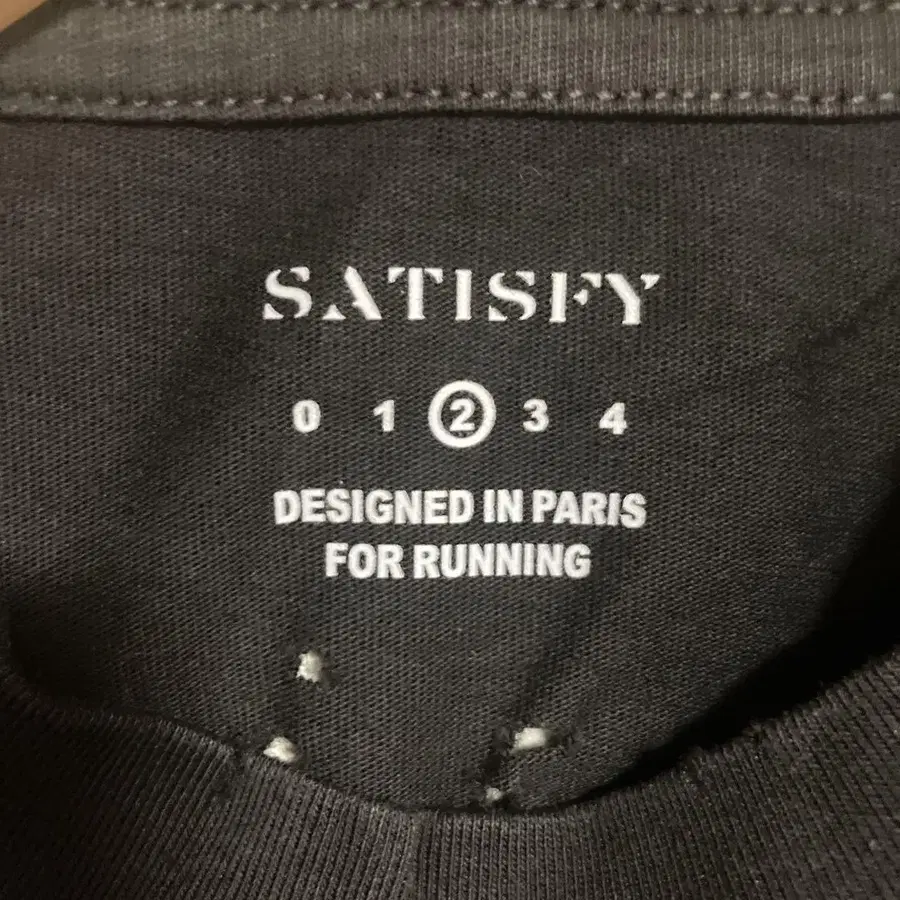 SATISFY
0 1 2 3 4
DESIGNED IN PARIS
FOR RUNNING